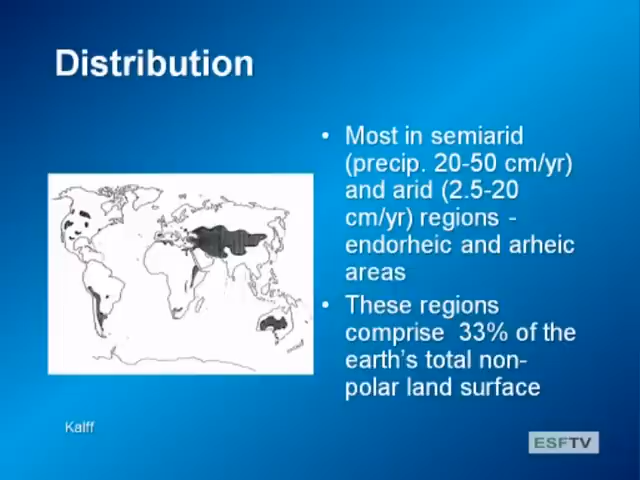 Distribution
• Most in semiarid
(precip. 20-50 cm/yr)
and arid (2.5-20
cm/yr) regions -
endorheic and arheic
areas
• These regions
comprise 33% of the
earth's total non-
polar land surface
Kalff
ESFTV